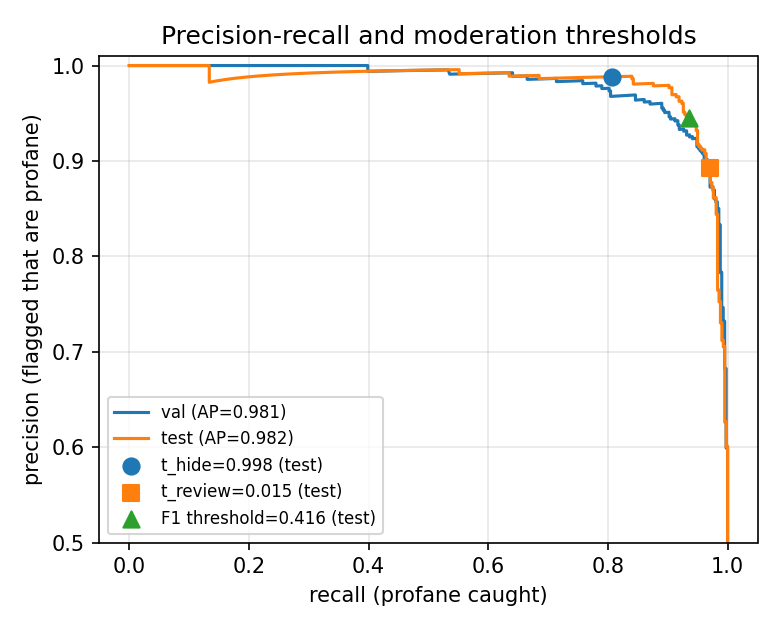 Precision-recall and moderation thresholds
precision (flagged that are profane)
1.0
0.9
0.8
0.7
0.6
0.5
val (AP=0.981)
test (AP=0.982)
t_hide=0.998 (test)
t_review=0.015 (test)
F1 threshold=0.416 (test)
0.0 0.2 0.4 0.6 0.8 1.0
recall (profane caught)